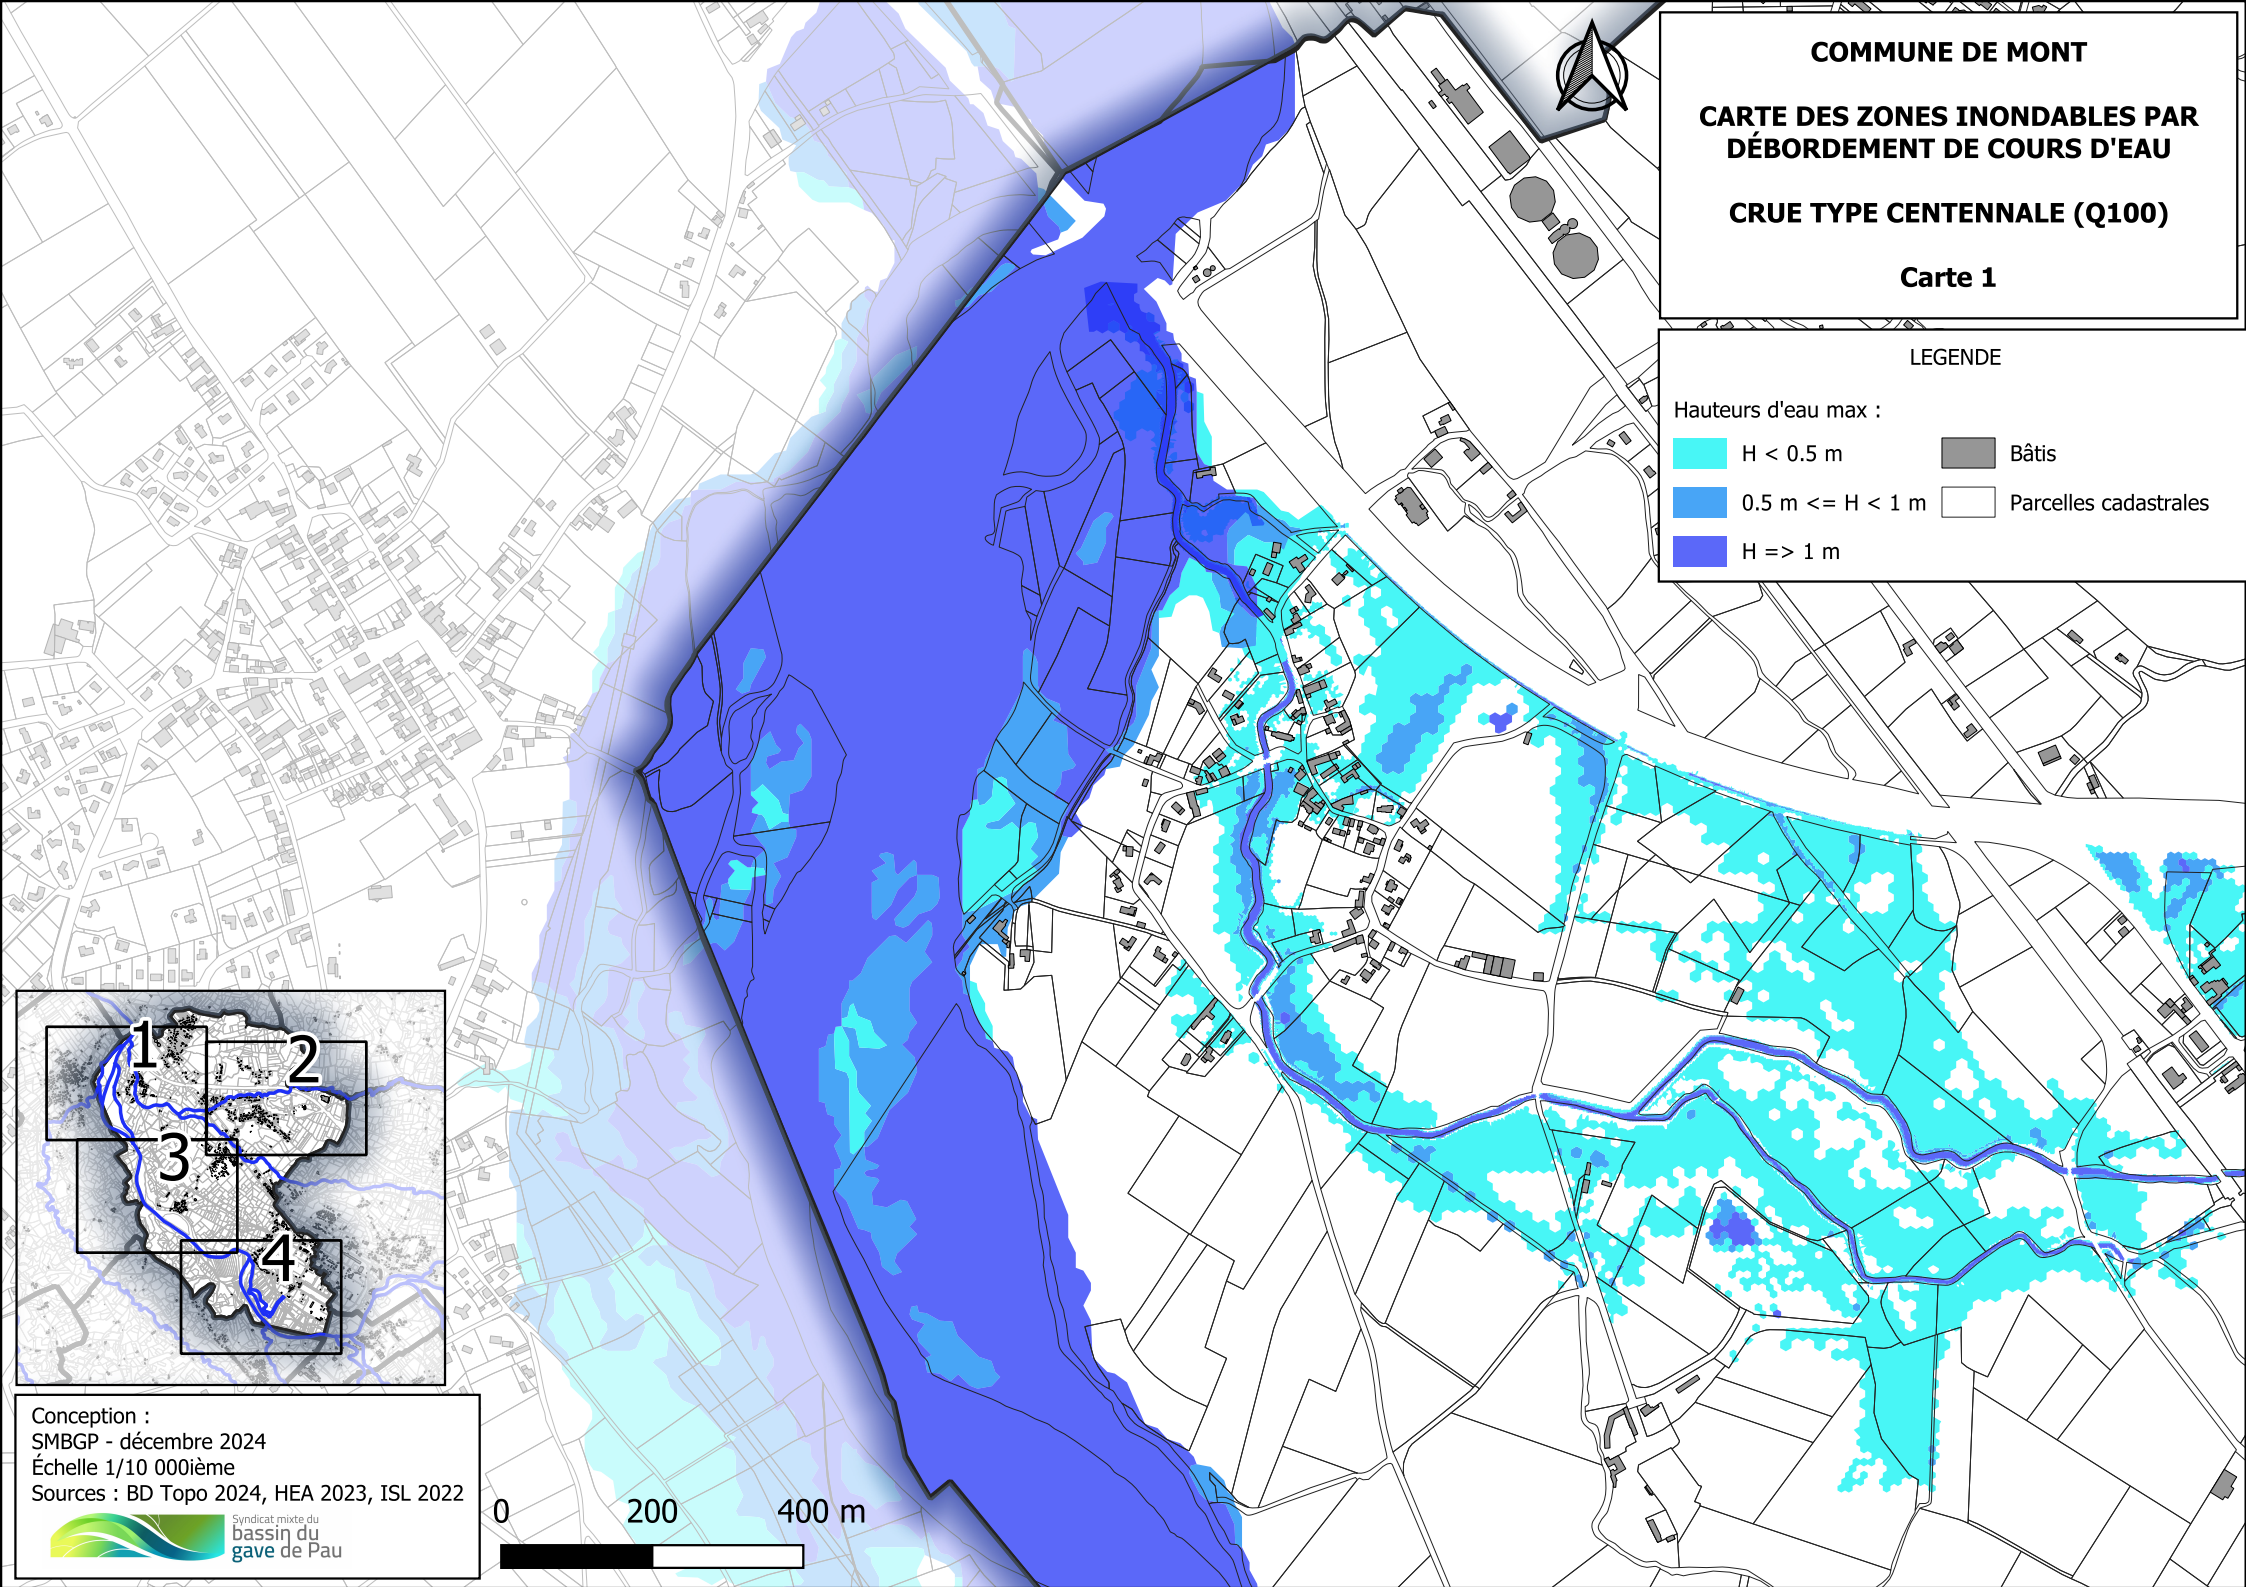 COMMUNE DE MONT
CARTE DES ZONES INONDABLES PAR
DÉBORDEMENT DE COURS D'EAU
CRUE TYPE CENTENNALE (Q100)
Carte 1
LEGENDE
Hauteurs d'eau max :
H < 0.5 m
Bâtis
0.5 m <= H < 1 m
Parcelles cadastrales
H => 1 m
1
2
3
4
Conception :
SMBGP - décembre 2024
Échelle 1/10 000ième
Sources : BD Topo 2024, HEA 2023, ISL 2022
Syndicat mixte du
bassin du
gave de Pau
0 200 400 m